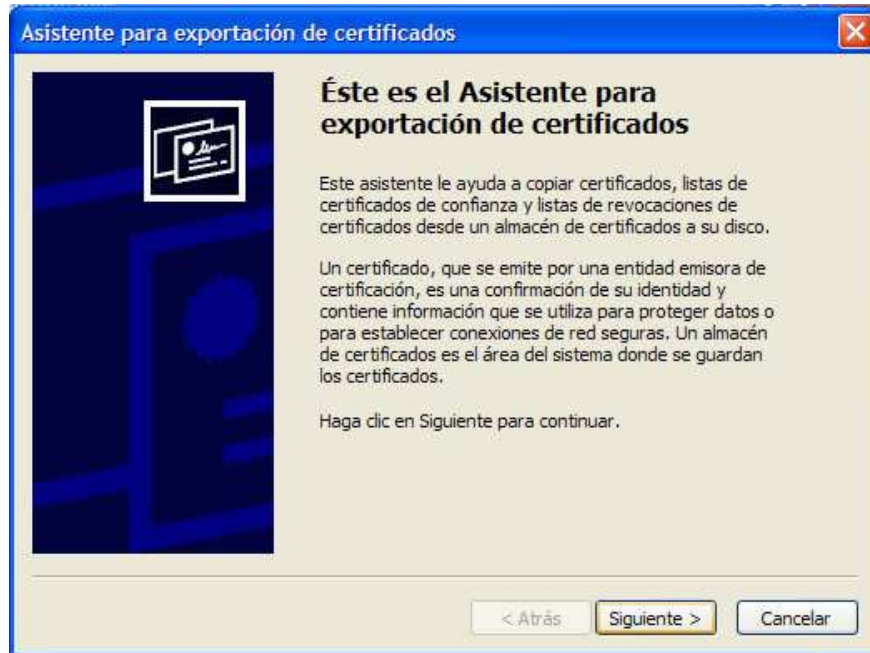 Asistente para exportación de certificados
Éste es el Asistente para
exportación de certificados
Este asistente le ayuda a copiar certificados, listas de
certificados de confianza y listas de revocaciones de
certificados desde un almacén de certificados a su disco.
Un certificado, que se emite por una entidad emisora de
certificación, es una confirmación de su identidad y
contiene información que se utiliza para proteger datos o
para establecer conexiones de red seguras. Un almacén
de certificados es el área del sistema donde se guardan
los certificados.
Haga clic en Siguiente para continuar.
< Atrás Siguiente > Cancelar